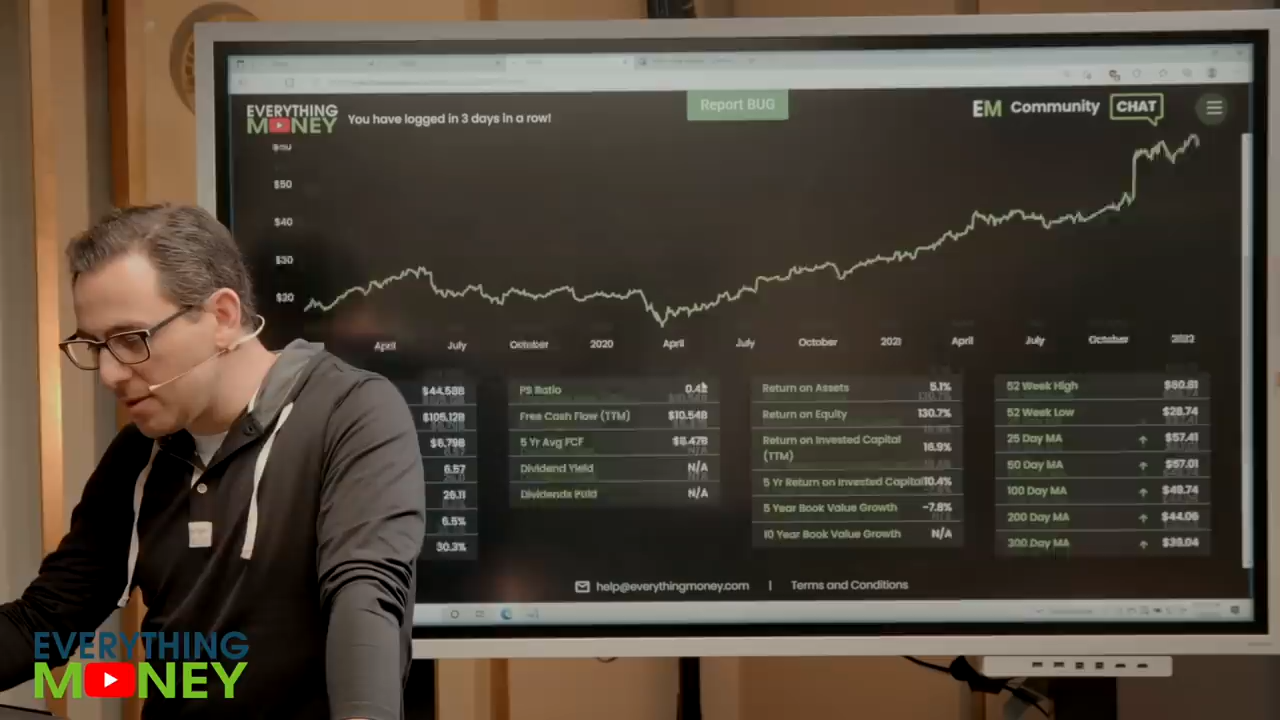 Report BUG
EVERYTHING
MONEY
You have logged in 3 days in a row!
EM Community CHAT
$50
$40
$30
$20
April July October 2020 April July October 2021 April July October 2022
$44.58B
$105.12B
$6.79B
6.57
26.11
6.5%
30.3%
PS Ratio 0.42
Free Cash Flow (TTM) $10.54B
5 Yr Avg FCF $8.47B
Dividend Yield N/A
Dividends Paid N/A
Return on Assets 5.1%
Return on Equity 130.7%
Return on Invested Capital (TTM) 16.9%
5 Yr Return on Invested Capital 10.4%
5 Year Book Value Growth -7.8%
10 Year Book Value Growth N/A
52 Week High $60.81
52 Week Low $28.74
25 Day MA $57.41
50 Day MA $57.01
100 Day MA $49.74
200 Day MA $44.06
300 Day MA $39.04
help@everythingmoney.com | Terms and Conditions
EVERYTHING
MONEY